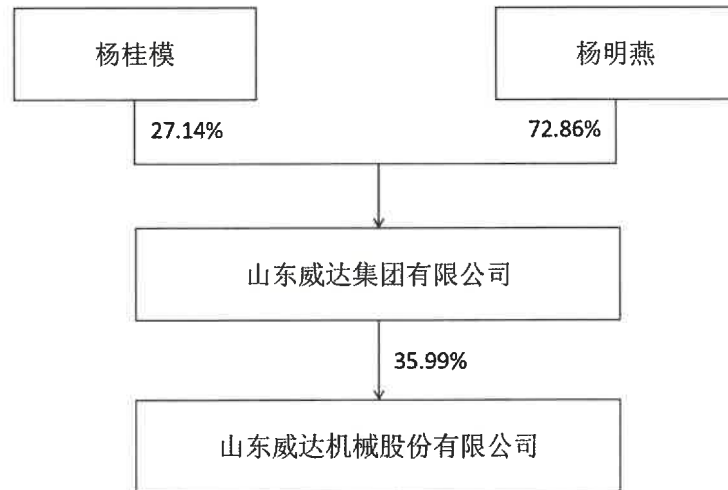 杨桂模
杨明燕
27.14%
72.86%
山东威达集团有限公司
35.99%
山东威达机械股份有限公司